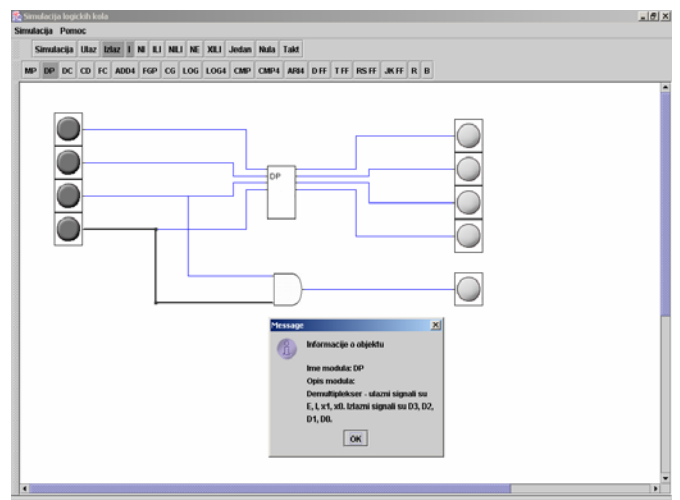 Simulacija logickih kola
Simulacija Pomoc
Simulacija Ulaz Izlaz I NI ILI NILI NE XILI Jedan Nula Takt
MP DP DC CD FC ADD4 FGP CG LOG LOG4 CMP CMP4 ARI4 D FF T FF RS FF JK FF R B
DP
Message
Informacije o objektu
Ime modula: DP
Opis modula:
Demultiplekser - ulazni signali su
E, I, x1, x0. Izlazni signali su D3, D2,
D1, D0.
OK